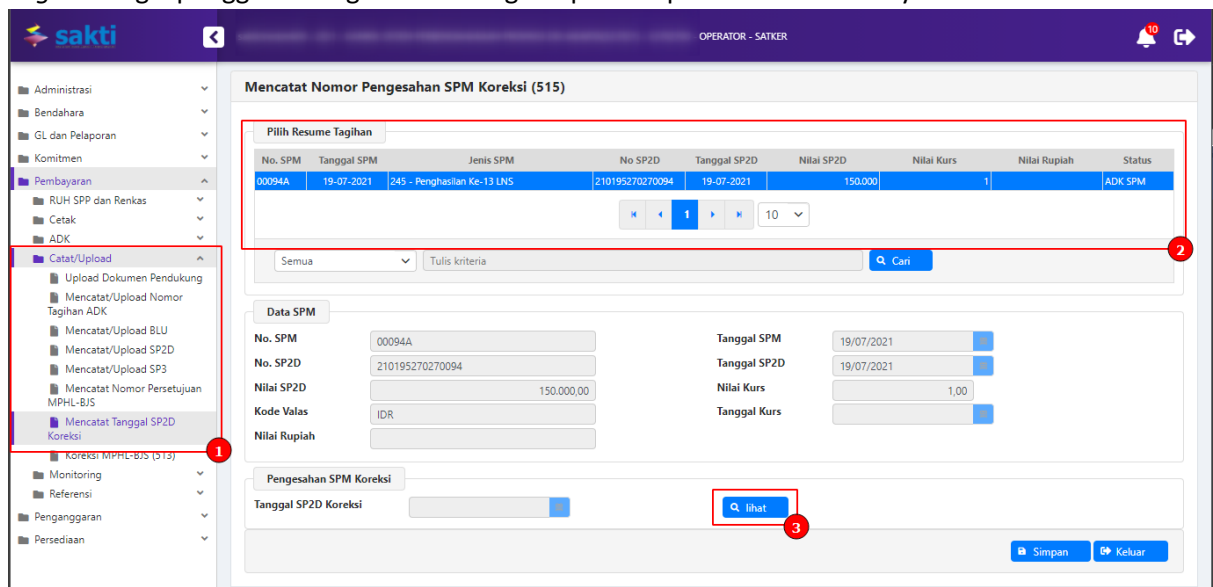 sakti
OPERATOR - SATKER
10
Administrasi
Bendahara
GL dan Pelaporan
Komitmen
Pembayaran
RUH SPP dan Renkas
Cetak
ADK
Catat/Upload
Upload Dokumen Pendukung
Mencatat/Upload Nomor
Tagihan ADK
Mencatat/Upload BLU
Mencatat/Upload SP2D
Mencatat/Upload SP3
Mencatat Nomor Persetujuan
MPHL-BJS
Mencatat Tanggal SP2D
Koreksi
Koreksi MPHL-BJS (513)
1
Monitoring
Referensi
Penganggaran
Persediaan
Mencatat Nomor Pengesahan SPM Koreksi (515)
Pilih Resume Tagihan
No. SPM Tanggal SPM Jenis SPM No SP2D Tanggal SP2D Nilai SP2D Nilai Kurs Nilai Rupiah Status
00094A 19-07-2021 245 - Penghasilan Ke-13 LNS 210195270270094 19-07-2021 150.000 1 ADK SPM
1 10
2
Semua Tulis kriteria Cari
Data SPM
No. SPM 00094A Tanggal SPM 19/07/2021
No. SP2D 210195270270094 Tanggal SP2D 19/07/2021
Nilai SP2D 150.000,00 Nilai Kurs 1,00
Kode Valas IDR Tanggal Kurs
Nilai Rupiah
Pengesahan SPM Koreksi
Tanggal SP2D Koreksi lihat
3
Simpan Keluar